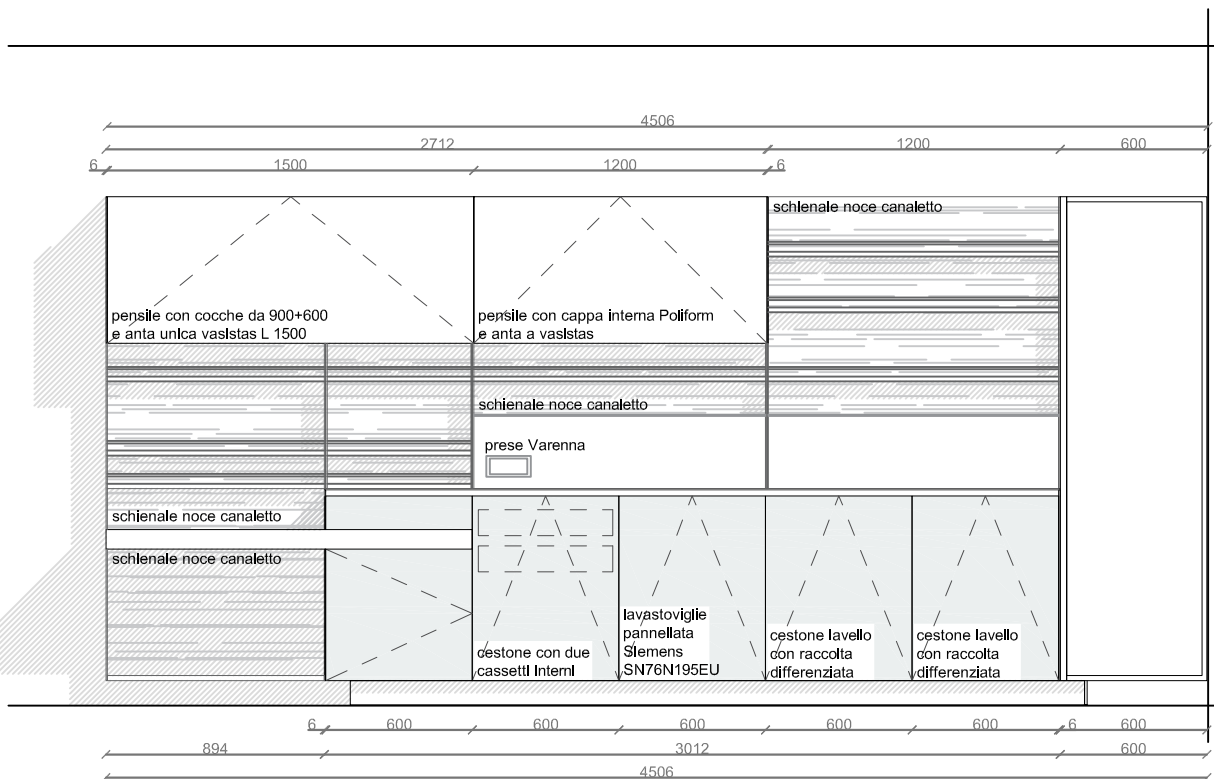 4506
2712
1200
600
6
1500
1200
6
schienale noce canaletto
pensile con cocche da 900+600
e anta unica vasistas L 1500
pensile con cappa interna Poliform
e anta a vasistas
schienale noce canaletto
prese Varenna
schienale noce canaletto
schienale noce canaletto
cestone con due
cassetti interni
lavastoviglie
pannellata
Siemens
SN76N195EU
cestone lavello
con raccolta
differenziata
cestone lavello
con raccolta
differenziata
6
600
600
600
600
600
6
600
894
3012
600
4506